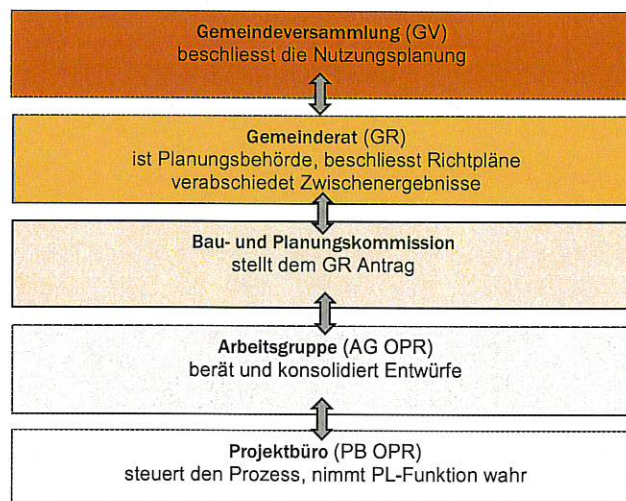 Gemeindeversammlung (GV)
beschliesst die Nutzungsplanung
Gemeinderat (GR)
ist Planungsbehörde, beschliesst Richtpläne
verabschiedet Zwischenergebnisse
Bau- und Planungskommission
stellt dem GR Antrag
Arbeitsgruppe (AG OPR)
berät und konsolidiert Entwürfe
Projektbüro (PB OPR)
steuert den Prozess, nimmt PL-Funktion wahr